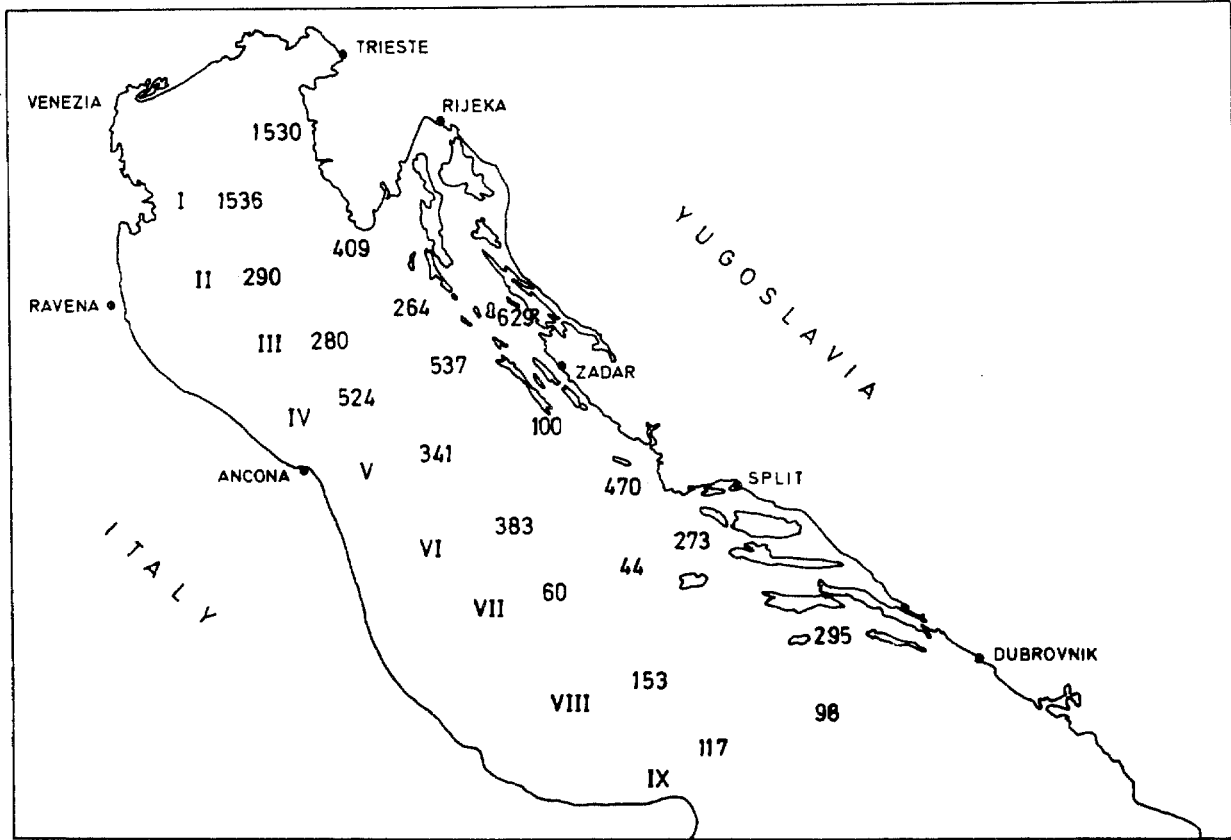 TRIESTE
VENEZIA
RIJEKA
1530
I 1536
409
YUGOSLAVIA
II 290
RAVENA
264
629
III 280
537
ZADAR
524
IV
100
341
V
ANCONA
470
SPLIT
ITALY
383
273
VI
44
60
VII
295
DUBROVNIK
153
VIII
98
117
IX